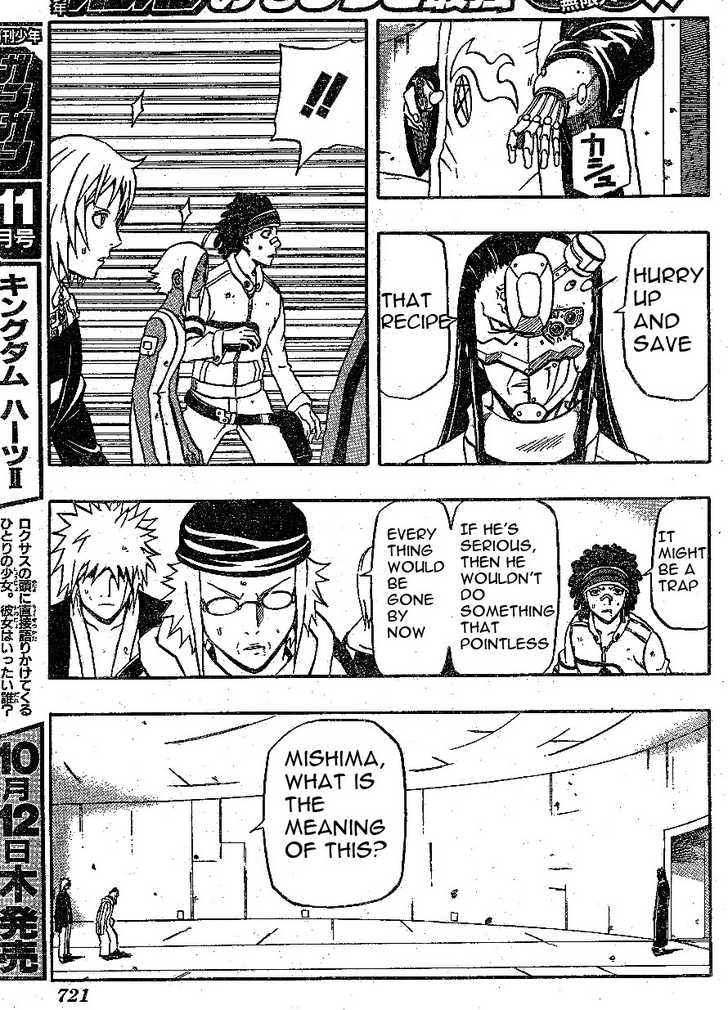 カシュ
!!
HURRY
UP
AND
SAVE
THAT
RECIPE
IT
MIGHT
BE A
TRAP
IF HE'S
SERIOUS,
THEN HE
WOULDN'T
DO
SOMETHING
THAT
POINTLESS
EVERY
THING
WOULD
BE
GONE
BY
NOW
MISHIMA,
WHAT IS
THE
MEANING
OF THIS?
刊少年
ガンガン
11
月号
キングダム ハーツII
ロクサスの頭に直接語りかけてくる
ひとりの少女。彼女はいったい誰?
10月12日木発売
721